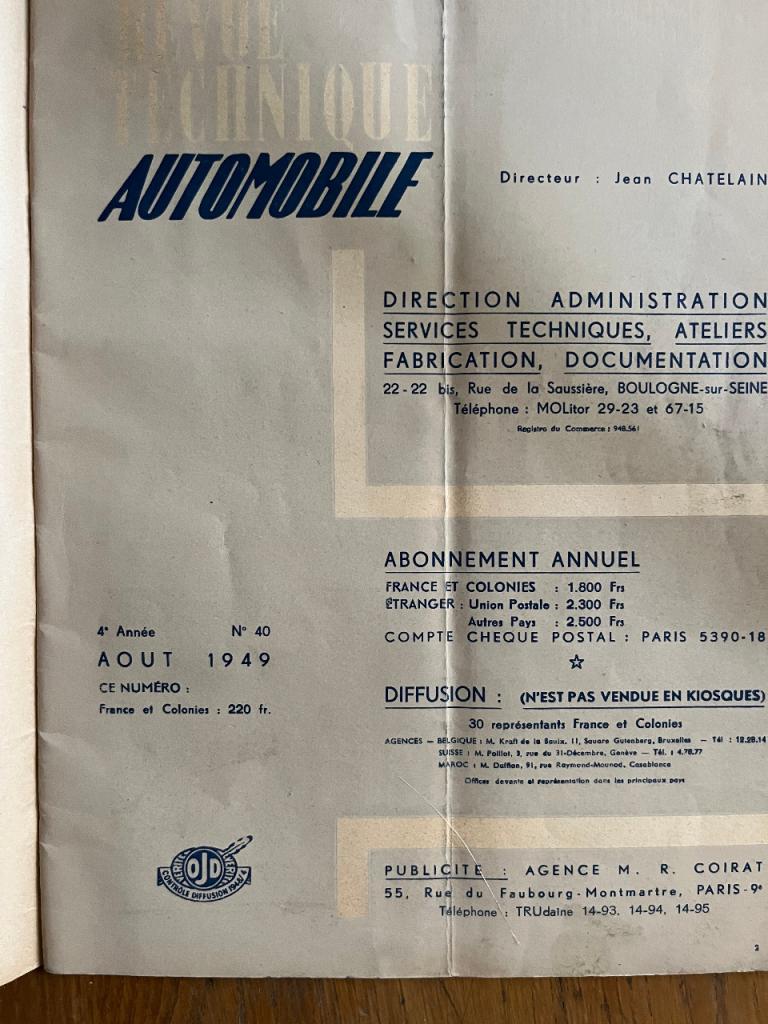 REVUE
TECHNIQUE
AUTOMOBILE
Directeur : Jean CHATELAIN
DIRECTION ADMINISTRATION
SERVICES TECHNIQUES, ATELIERS
FABRICATION, DOCUMENTATION
22-22 bis, Rue de la Saussière, BOULOGNE-sur-SEINE
Téléphone : MOLitor 29-23 et 67-15
Registre du Commerce : 948.561
ABONNEMENT ANNUEL
FRANCE ET COLONIES : 1.800 Frs
ÉTRANGER : Union Postale : 2.300 Frs
Autres Pays : 2.500 Frs
COMPTE CHEQUE POSTAL : PARIS 5390-18
4e Année N° 40
AOUT 1949
CE NUMÉRO :
France et Colonies : 220 fr.
DIFFUSION : (N'EST PAS VENDUE EN KIOSQUES)
30 représentants France et Colonies
AGENCES — BELGIQUE : M. Kraft de la Saulx, 11, Square Gutenberg, Bruxelles — Tél : 12.28.14
SUISSE : M. Poillot, 3, rue du 31-Décembre, Genève — Tél. : 4.78.77
MAROC : M. Duffian, 91, rue Raymond-Mounod, Casablanca
Offices devente et représentation dans les principaux pays
VERITE OJD VERITE
CONTRÔLE DIFFUSION
PUBLICITÉ : AGENCE M. R. COIRAT
55, Rue du Faubourg-Montmartre, PARIS-9e
Téléphone : TRUdaine 14-93, 14-94, 14-95
2